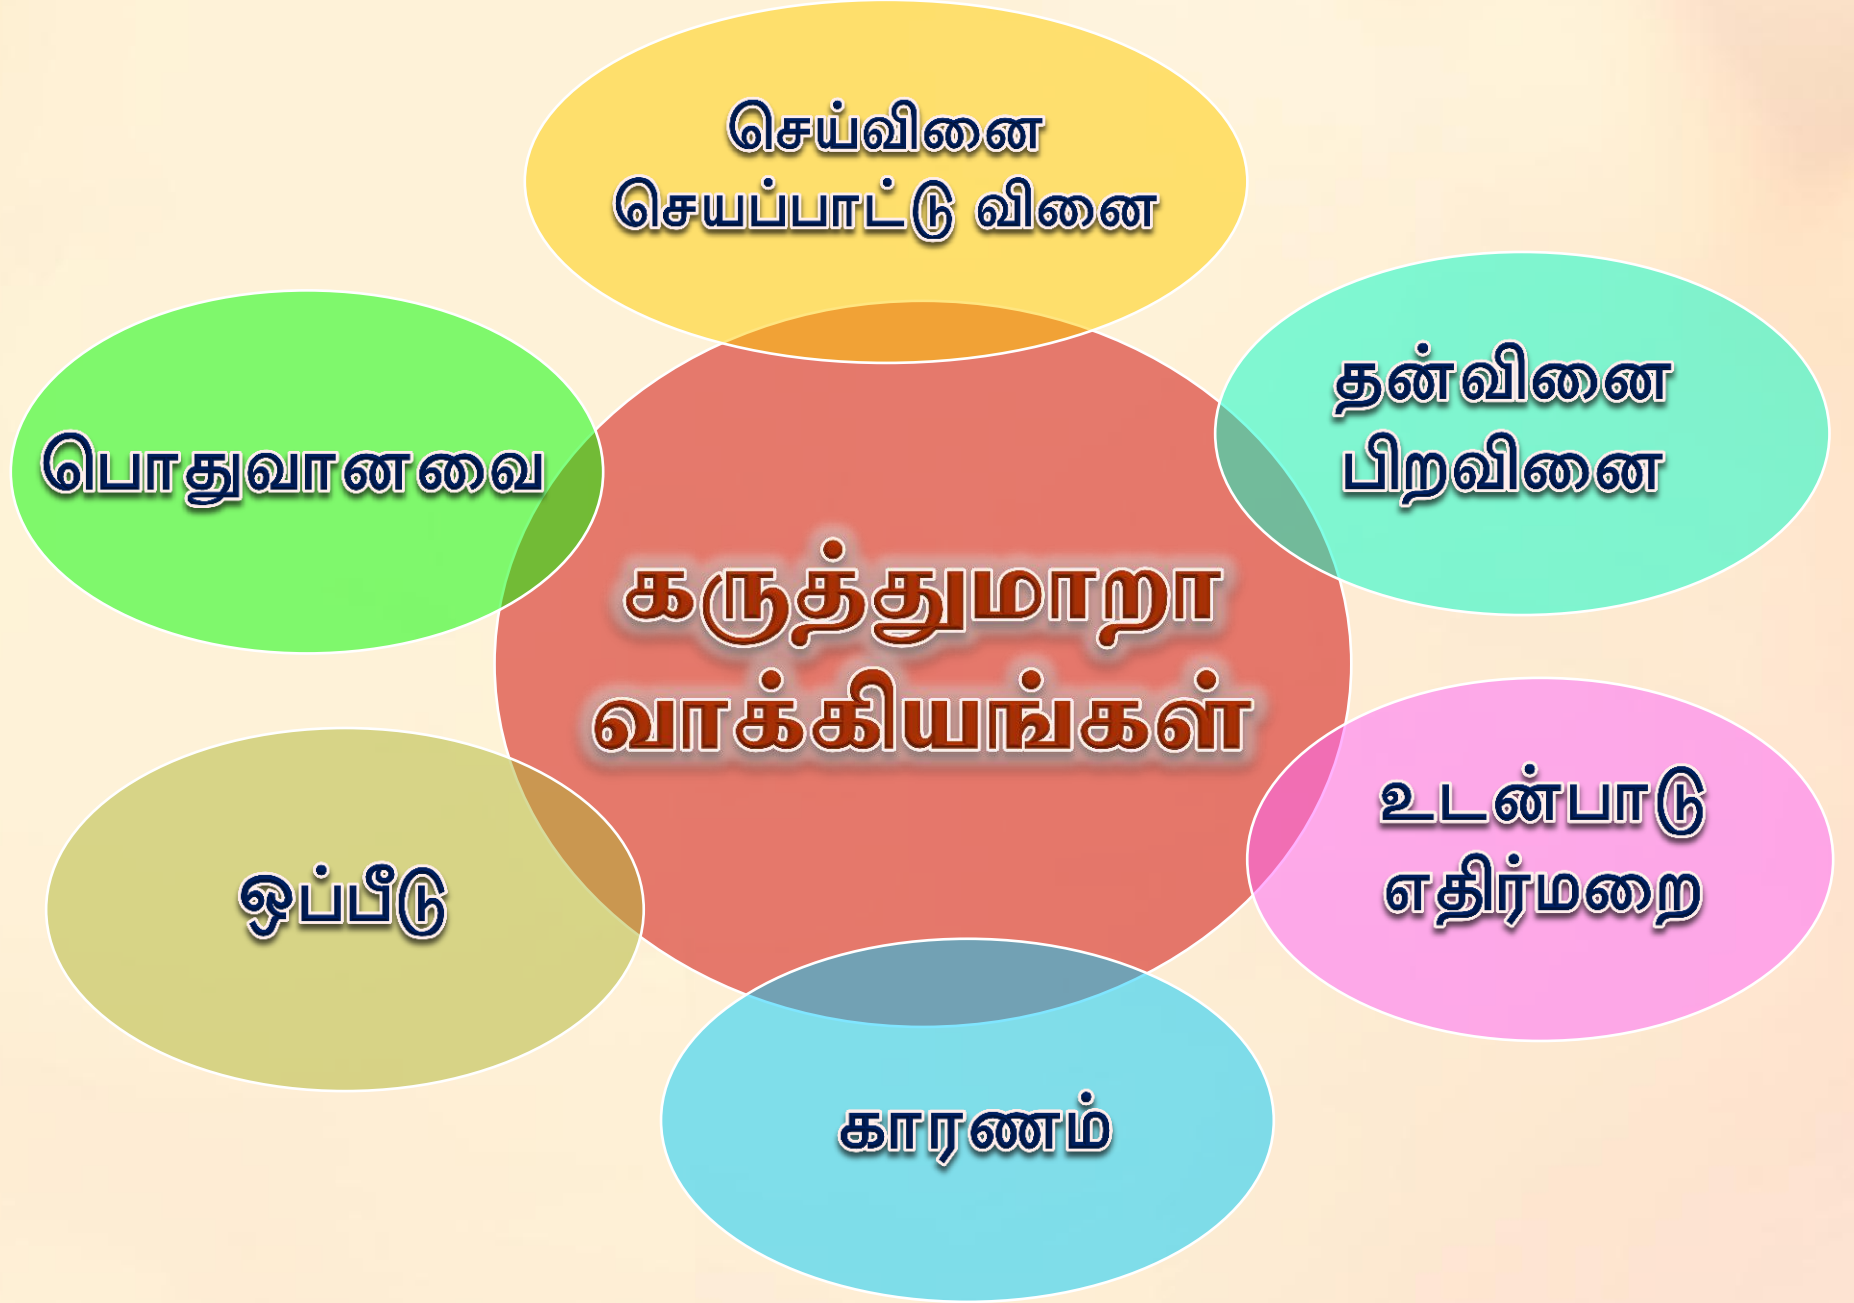 செய்வினை
செயப்பாட்டு வினை
தன்வினை
பிறவினை
பொதுவானவை
கருத்துமாறா
வாக்கியங்கள்
உடன்பாடு
எதிர்மறை
ஒப்பீடு
காரணம்